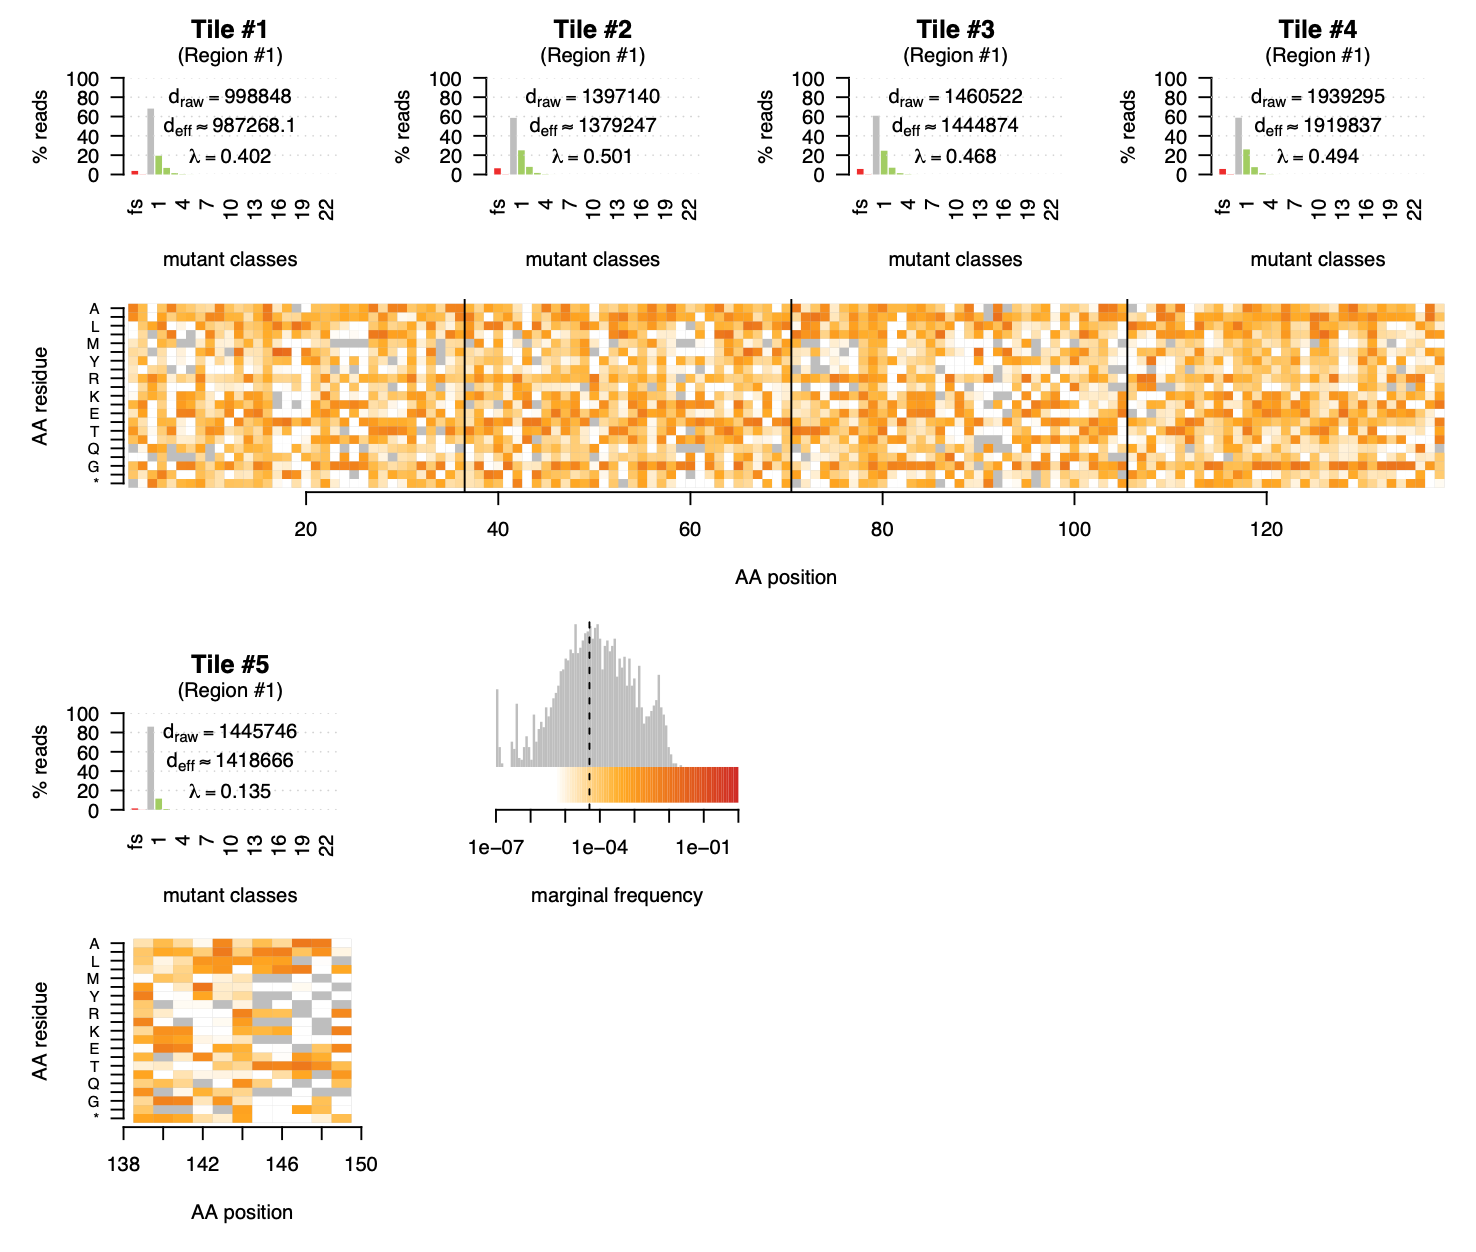 Tile #1
(Region #1)
% reads
100
80
60
40
20
0
d_raw = 998848
d_eff ≈ 987268.1
λ = 0.402
fs 1 4 7 10 13 16 19 22
mutant classes
Tile #2
(Region #1)
% reads
100
80
60
40
20
0
d_raw = 1397140
d_eff ≈ 1379247
λ = 0.501
fs 1 4 7 10 13 16 19 22
mutant classes
Tile #3
(Region #1)
% reads
100
80
60
40
20
0
d_raw = 1460522
d_eff ≈ 1444874
λ = 0.468
fs 1 4 7 10 13 16 19 22
mutant classes
Tile #4
(Region #1)
% reads
100
80
60
40
20
0
d_raw = 1939295
d_eff ≈ 1919837
λ = 0.494
fs 1 4 7 10 13 16 19 22
mutant classes
AA residue
A
L
M
Y
R
K
E
T
Q
G
*
20 40 60 80 100 120
AA position
Tile #5
(Region #1)
% reads
100
80
60
40
20
0
d_raw = 1445746
d_eff ≈ 1418666
λ = 0.135
fs 1 4 7 10 13 16 19 22
mutant classes
1e−07 1e−04 1e−01
marginal frequency
AA residue
A
L
M
Y
R
K
E
T
Q
G
*
138 142 146 150
AA position